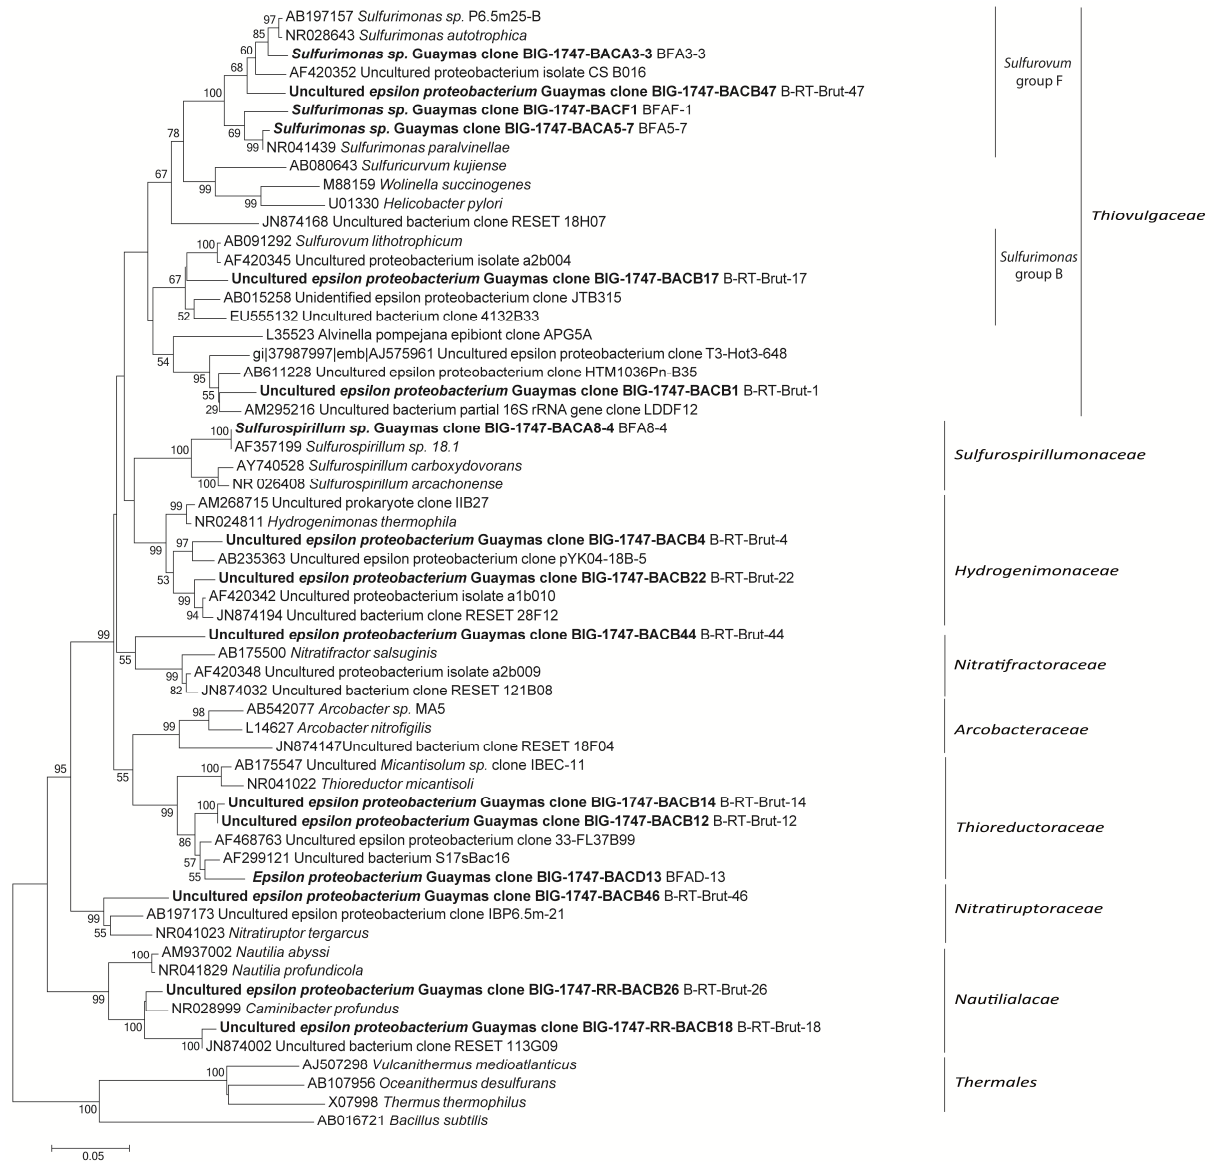 97 AB197157 Sulfurimonas sp. P6.5m25-B
85 NR028643 Sulfurimonas autotrophica
60 Sulfurimonas sp. Guaymas clone BIG-1747-BACA3-3 BFA3-3
68 AF420352 Uncultured proteobacterium isolate CS B016
100 Uncultured epsilon proteobacterium Guaymas clone BIG-1747-BACB47 B-RT-Brut-47
Sulfurovum
group F
Sulfurimonas sp. Guaymas clone BIG-1747-BACF1 BFAF-1
78 69 Sulfurimonas sp. Guaymas clone BIG-1747-BACA5-7 BFA5-7
99 NR041439 Sulfurimonas paralvinellae
67 AB080643 Sulfuricurvum kujiense
99 M88159 Wolinella succinogenes
99 U01330 Helicobacter pylori
Thiovulgaceae
JN874168 Uncultured bacterium clone RESET 18H07
100 AB091292 Sulfurovum lithotrophicum
AF420345 Uncultured proteobacterium isolate a2b004
67 Uncultured epsilon proteobacterium Guaymas clone BIG-1747-BACB17 B-RT-Brut-17
Sulfurimonas
group B
AB015258 Unidentified epsilon proteobacterium clone JTB315
52 EU555132 Uncultured bacterium clone 4132B33
L35523 Alvinella pompejana epibiont clone APG5A
54 gi|37987997|emb|AJ575961 Uncultured epsilon proteobacterium clone T3-Hot3-648
95 AB611228 Uncultured epsilon proteobacterium clone HTM1036Pn-B35
55 Uncultured epsilon proteobacterium Guaymas clone BIG-1747-BACB1 B-RT-Brut-1
29 AM295216 Uncultured bacterium partial 16S rRNA gene clone LDDF12
100 Sulfurospirillum sp. Guaymas clone BIG-1747-BACA8-4 BFA8-4
100 AF357199 Sulfurospirillum sp. 18.1
Sulfurospirillumonaceae
AY740528 Sulfurospirillum carboxydovorans
100 NR 026408 Sulfurospirillum arcachonense
99 AM268715 Uncultured prokaryote clone IIB27
NR024811 Hydrogenimonas thermophila
99 97 Uncultured epsilon proteobacterium Guaymas clone BIG-1747-BACB4 B-RT-Brut-4
AB235363 Uncultured epsilon proteobacterium clone pYK04-18B-5
Hydrogenimonaceae
53 Uncultured epsilon proteobacterium Guaymas clone BIG-1747-BACB22 B-RT-Brut-22
99 AF420342 Uncultured proteobacterium isolate a1b010
94 JN874194 Uncultured bacterium clone RESET 28F12
99 Uncultured epsilon proteobacterium Guaymas clone BIG-1747-BACB44 B-RT-Brut-44
55 AB175500 Nitratifractor salsuginis
Nitratifractoraceae
99 AF420348 Uncultured proteobacterium isolate a2b009
82 JN874032 Uncultured bacterium clone RESET 121B08
98 AB542077 Arcobacter sp. MA5
99 L14627 Arcobacter nitrofigilis
Arcobacteraceae
JN874147Uncultured bacterium clone RESET 18F04
95 55 100 AB175547 Uncultured Micantisolum sp. clone IBEC-11
NR041022 Thioreductor micantisoli
99 100 Uncultured epsilon proteobacterium Guaymas clone BIG-1747-BACB14 B-RT-Brut-14
Uncultured epsilon proteobacterium Guaymas clone BIG-1747-BACB12 B-RT-Brut-12
Thioreductoraceae
86 AF468763 Uncultured epsilon proteobacterium clone 33-FL37B99
57 AF299121 Uncultured bacterium S17sBac16
55 Epsilon proteobacterium Guaymas clone BIG-1747-BACD13 BFAD-13
Uncultured epsilon proteobacterium Guaymas clone BIG-1747-BACB46 B-RT-Brut-46
99 AB197173 Uncultured epsilon proteobacterium clone IBP6.5m-21
Nitratiruptoraceae
55 NR041023 Nitratiruptor tergarcus
100 AM937002 Nautilia abyssi
NR041829 Nautilia profundicola
99 Uncultured epsilon proteobacterium Guaymas clone BIG-1747-RR-BACB26 B-RT-Brut-26
Nautilialacae
NR028999 Caminibacter profundus
100 Uncultured epsilon proteobacterium Guaymas clone BIG-1747-RR-BACB18 B-RT-Brut-18
100 JN874002 Uncultured bacterium clone RESET 113G09
100 AJ507298 Vulcanithermus medioatlanticus
AB107956 Oceanithermus desulfurans
Thermales
100 X07998 Thermus thermophilus
AB016721 Bacillus subtilis
0.05